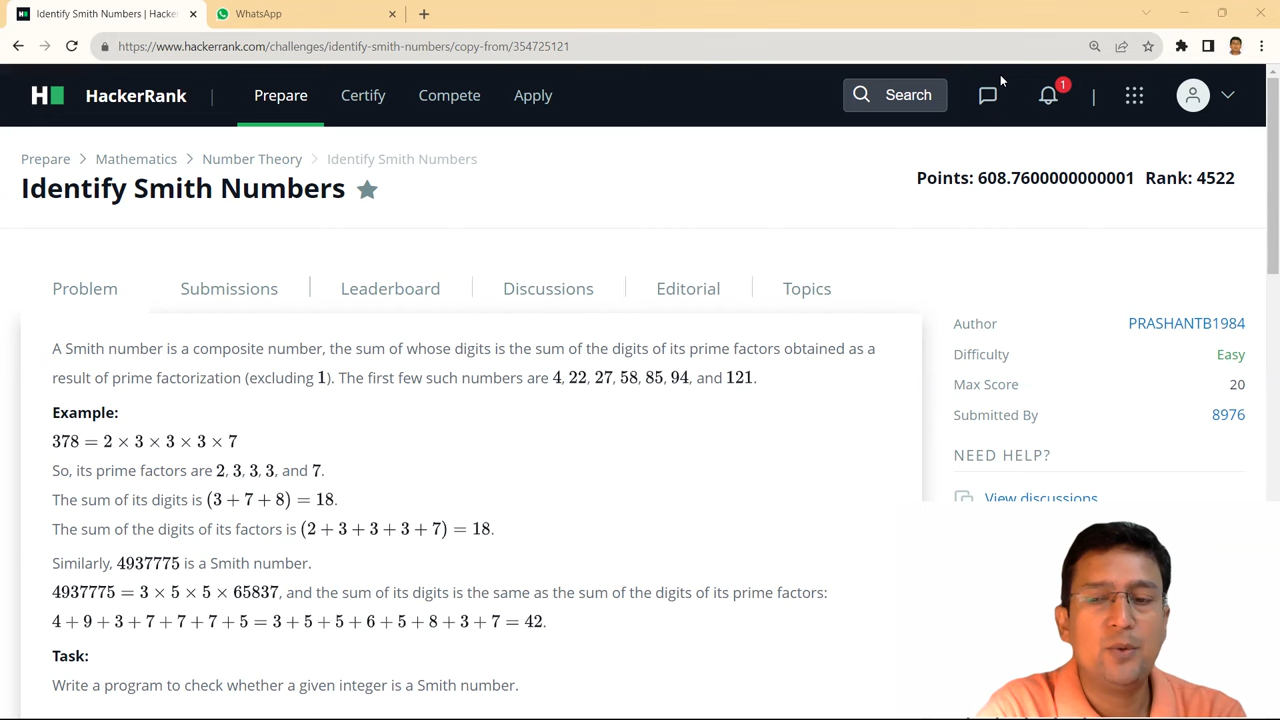 Identify Smith Numbers | Hacke
WhatsApp
https://www.hackerrank.com/challenges/identify-smith-numbers/copy-from/354725121
H HackerRank | Prepare Certify Compete Apply Search 1
Prepare > Mathematics > Number Theory > Identify Smith Numbers
Identify Smith Numbers
Points: 608.7600000000001 Rank: 4522
Problem Submissions Leaderboard Discussions Editorial Topics
A Smith number is a composite number, the sum of whose digits is the sum of the digits of its prime factors obtained as a
result of prime factorization (excluding 1). The first few such numbers are 4, 22, 27, 58, 85, 94, and 121.
Example:
378 = 2 × 3 × 3 × 3 × 7
So, its prime factors are 2, 3, 3, 3, and 7.
The sum of its digits is (3 + 7 + 8) = 18.
The sum of the digits of its factors is (2 + 3 + 3 + 3 + 7) = 18.
Similarly, 4937775 is a Smith number.
4937775 = 3 × 5 × 5 × 65837, and the sum of its digits is the same as the sum of the digits of its prime factors:
4 + 9 + 3 + 7 + 7 + 7 + 5 = 3 + 5 + 5 + 6 + 5 + 8 + 3 + 7 = 42.
Task:
Write a program to check whether a given integer is a Smith number.
Author PRASHANTB1984
Difficulty Easy
Max Score 20
Submitted By 8976
NEED HELP?
View discussions